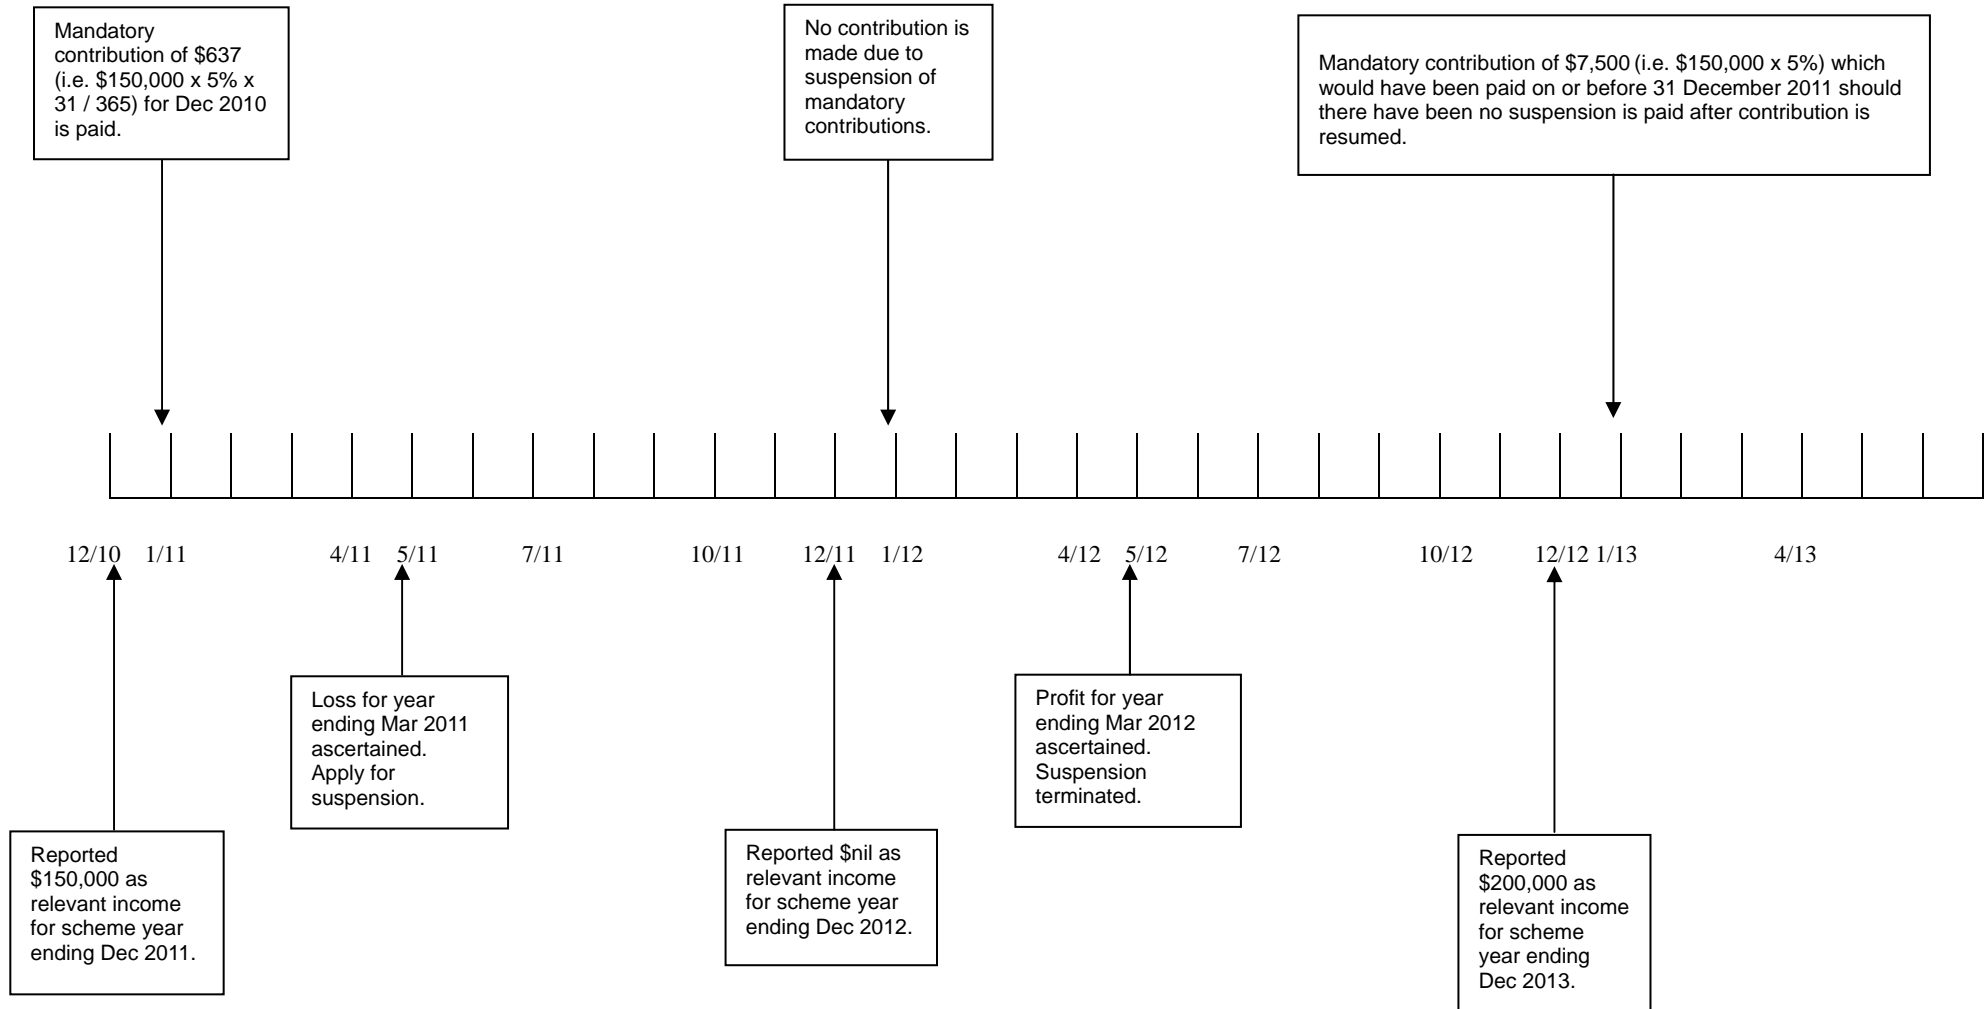 Mandatory
contribution of $637
(i.e. $150,000 x 5% x
31 / 365) for Dec 2010
is paid.
No contribution is
made due to
suspension of
mandatory
contributions.
Mandatory contribution of $7,500 (i.e. $150,000 x 5%) which
would have been paid on or before 31 December 2011 should
there have been no suspension is paid after contribution is
resumed.
12/10 1/11 4/11 5/11 7/11 10/11 12/11 1/12 4/12 5/12 7/12 10/12 12/12 1/13 4/13
Loss for year
ending Mar 2011
ascertained.
Apply for
suspension.
Profit for year
ending Mar 2012
ascertained.
Suspension
terminated.
Reported
$150,000 as
relevant income
for scheme year
ending Dec 2011.
Reported $nil as
relevant income
for scheme year
ending Dec 2012.
Reported
$200,000 as
relevant income
for scheme
year ending
Dec 2013.